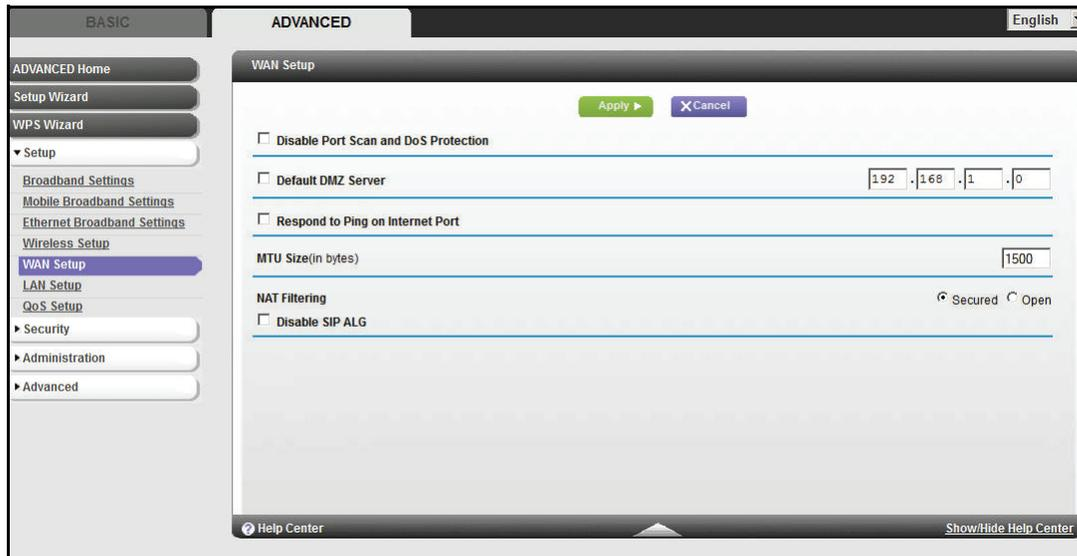 BASIC
ADVANCED
English
ADVANCED Home
Setup Wizard
WPS Wizard
Setup
Broadband Settings
Mobile Broadband Settings
Ethernet Broadband Settings
Wireless Setup
WAN Setup
LAN Setup
QoS Setup
Security
Administration
Advanced
WAN Setup
Apply
Cancel
Disable Port Scan and DoS Protection
Default DMZ Server 192 . 168 . 1 . 0
Respond to Ping on Internet Port
MTU Size(in bytes) 1500
NAT Filtering Secured Open
Disable SIP ALG
Help Center
Show/Hide Help Center